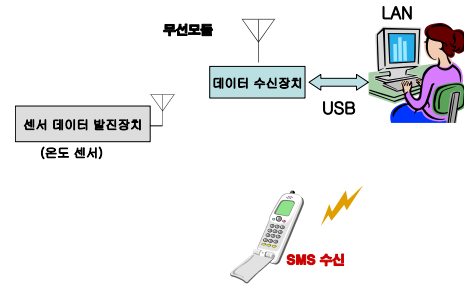 LAN
무선모듈
데이터 수신장치
USB
센서 데이터 발진장치
(온도 센서)
SMS 수신